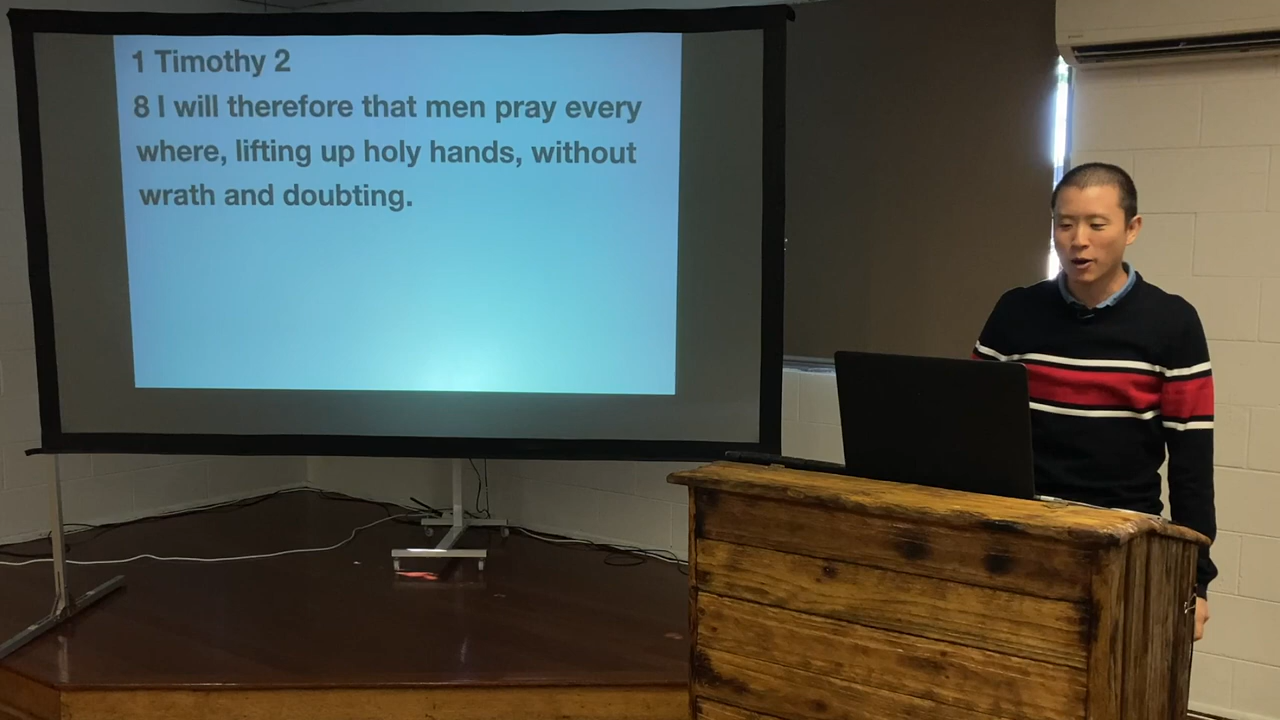 1 Timothy 2
8 I will therefore that men pray every
where, lifting up holy hands, without
wrath and doubting.